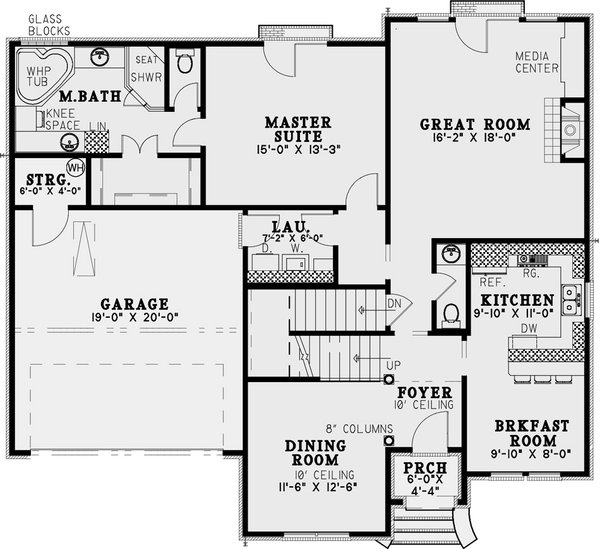 GLASS
BLOCKS
WHP
TUB
M.BATH
SEAT
SHWR
KNEE
SPACE
LIN.
MASTER
SUITE
15'-0" X 13'-3"
MEDIA
CENTER
GREAT ROOM
16'-2" X 18'-0"
STRG.
6'-0" X 4'-0"
WH
LAU.
7'-2" X 6'-0"
D.
W.
GARAGE
19'-0" X 20'-0"
DN
UP
REF.
RG.
KITCHEN
9'-10" X 11'-0"
DW
FOYER
10' CEILING
8" COLUMNS
DINING
ROOM
10' CEILING
11'-6" X 12'-6"
BRKFAST
ROOM
9'-10" X 8'-0"
PRCH
6'-0"X
4'-4"